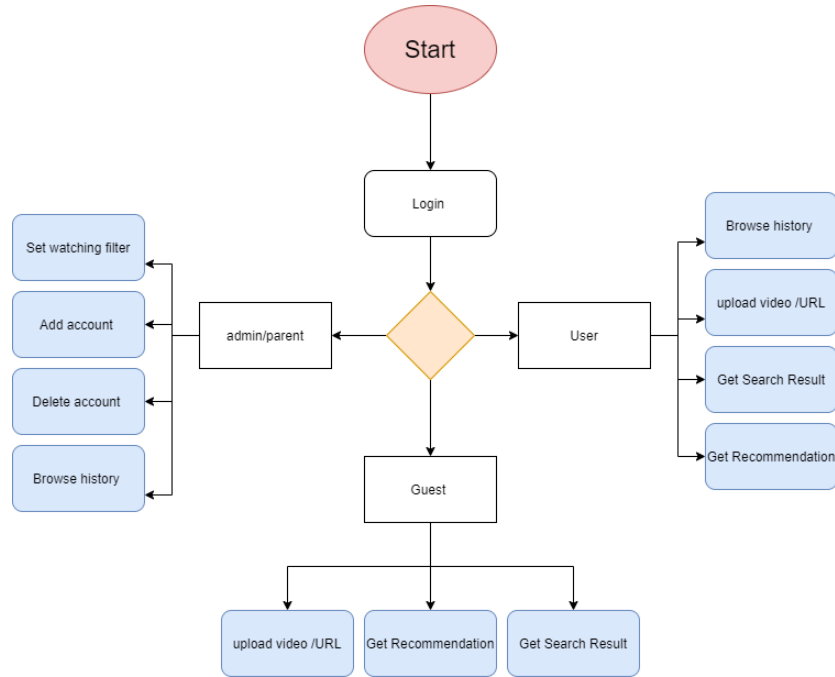 Start
Login
Set watching filter
Add account
Delete account
Browse history
admin/parent
User
Browse history
upload video /URL
Get Search Result
Get Recommendation
Guest
upload video /URL
Get Recommendation
Get Search Result